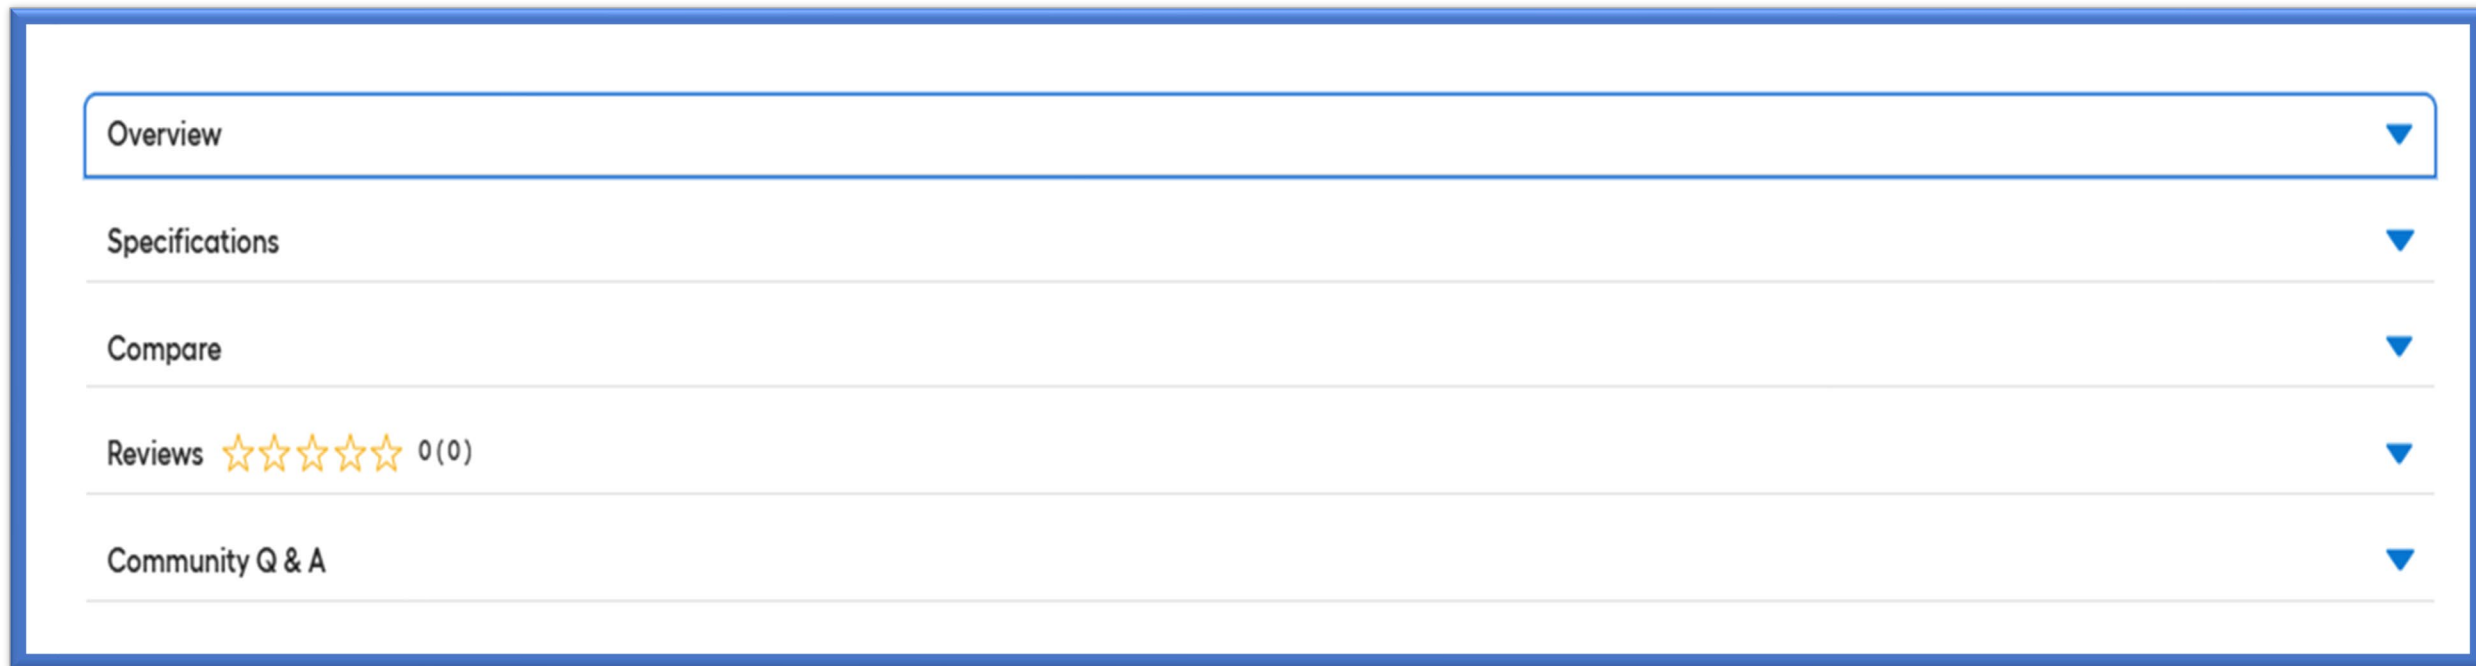 Overview
Specifications
Compare
Reviews 0(0)
Community Q & A